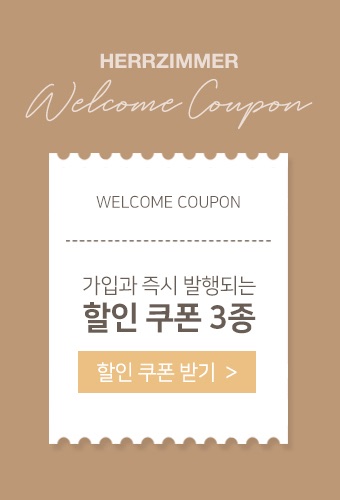 HERRZIMMER
Welcome Coupon
WELCOME COUPON
가입과 즉시 발행되는
할인 쿠폰 3종
할인 쿠폰 받기 >